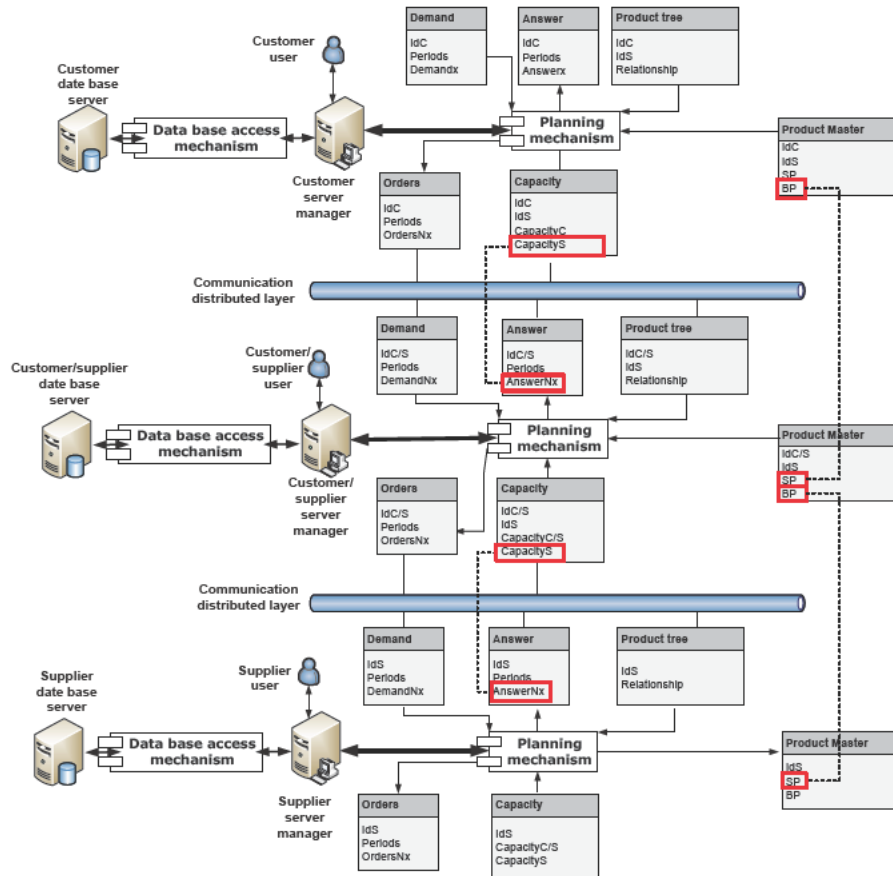 Demand
IdC
Periods
Demandx
Answer
IdC
Periods
Answerx
Product tree
IdC
IdS
Relationship
Customer
user
Customer
date base
server
Data base access
mechanism
Customer
server
manager
Planning
mechanism
Product Master
IdC
IdS
SP
BP
Orders
IdC
Periods
OrdersNx
Capacity
IdC
IdS
CapacityC
CapacityS
Communication
distributed layer
Demand
IdC/S
Periods
DemandNx
Answer
IdC/S
Periods
AnswerNx
Product tree
IdC/S
IdS
Relationship
Customer/
supplier
user
Customer/supplier
date base
server
Data base access
mechanism
Customer/
supplier
server
manager
Planning
mechanism
Product Master
IdC/S
IdS
SP
BP
Orders
IdC/S
Periods
OrdersNx
Capacity
IdC/S
IdS
CapacityC/S
CapacityS
Communication
distributed layer
Demand
IdS
Periods
DemandNx
Answer
IdS
Periods
AnswerNx
Product tree
IdS
Relationship
Supplier
user
Supplier
date base
server
Data base access
mechanism
Supplier
server
manager
Planning
mechanism
Product Master
IdS
SP
BP
Orders
IdS
Periods
OrdersNx
Capacity
IdS
CapacityC/S
CapacityS